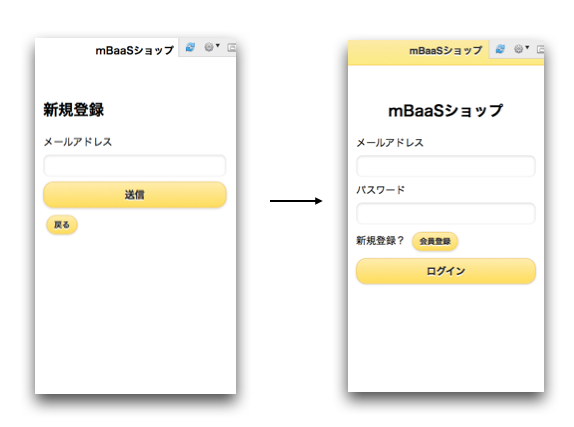 mBaaSショップ
新規登録
メールアドレス
送信
戻る
mBaaSショップ
mBaaSショップ
メールアドレス
パスワード
新規登録？ 会員登録
ログイン